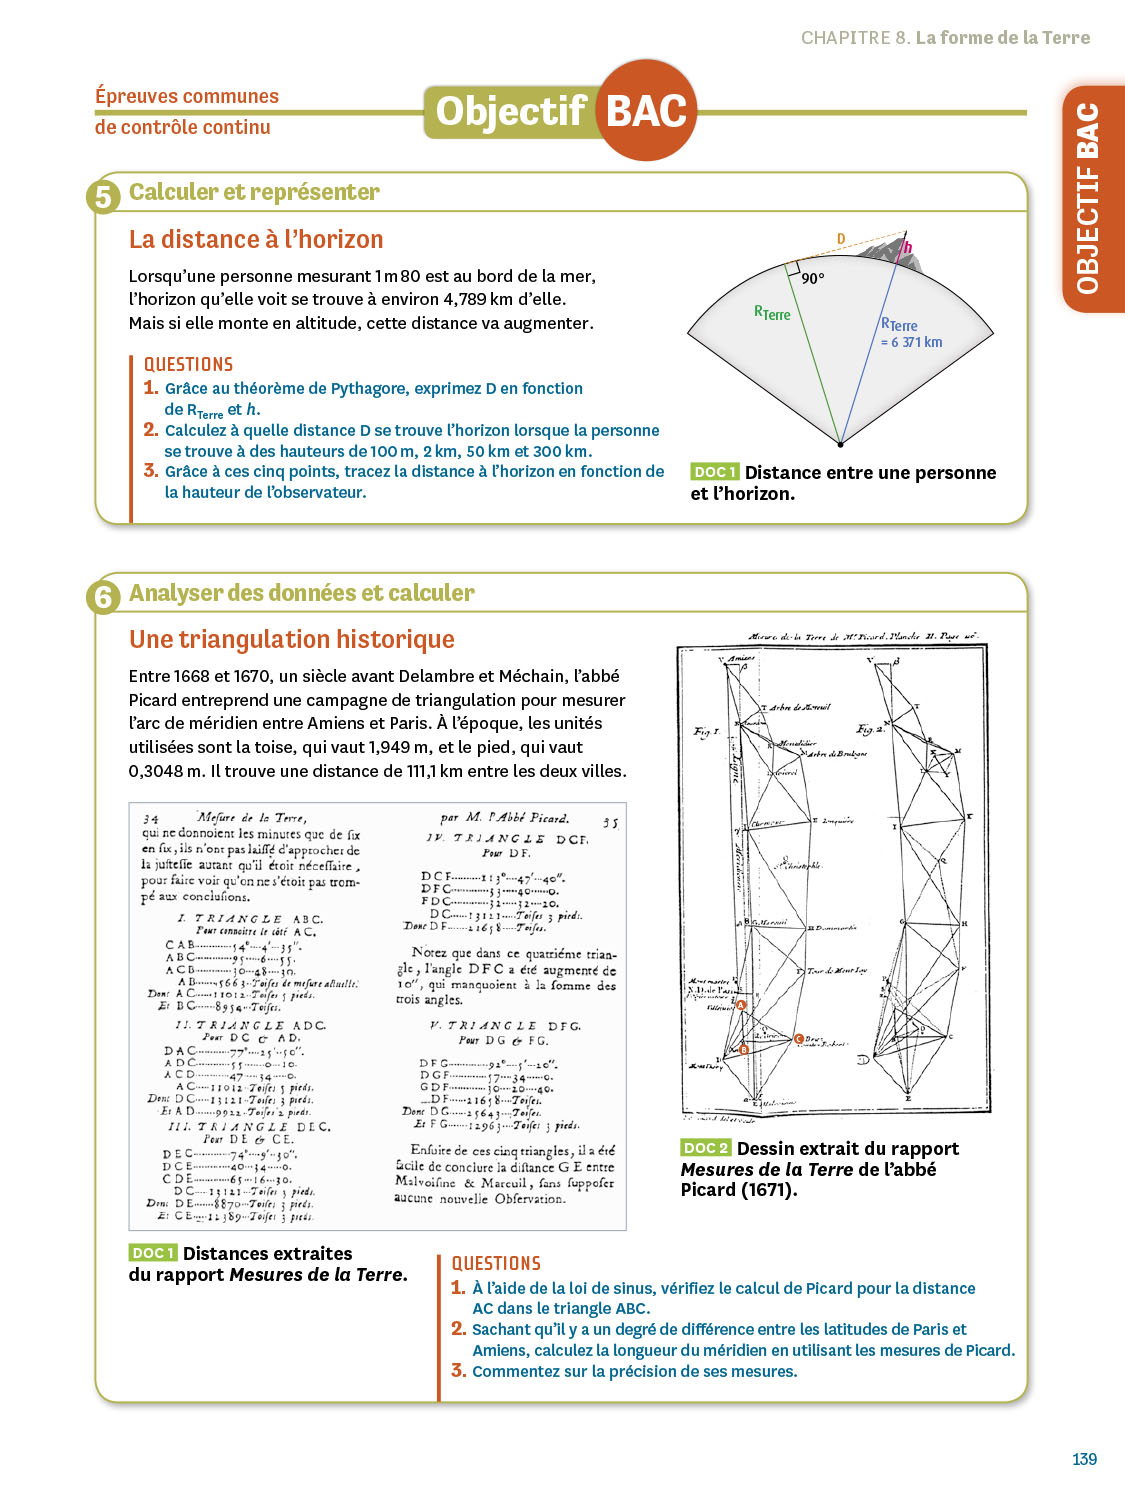 CHAPITRE 8. La forme de la Terre
Épreuves communes
de contrôle continu
Objectif BAC
OBJECTIF BAC
5 Calculer et représenter
La distance à l'horizon
Lorsqu'une personne mesurant 1 m 80 est au bord de la mer,
l'horizon qu'elle voit se trouve à environ 4,789 km d'elle.
Mais si elle monte en altitude, cette distance va augmenter.
QUESTIONS
1. Grâce au théorème de Pythagore, exprimez D en fonction
de RTerre et h.
2. Calculez à quelle distance D se trouve l'horizon lorsque la personne
se trouve à des hauteurs de 100 m, 2 km, 50 km et 300 km.
3. Grâce à ces cinq points, tracez la distance à l'horizon en fonction de
la hauteur de l'observateur.
D
h
90°
RTerre
RTerre
= 6 371 km
DOC 1 Distance entre une personne
et l'horizon.
6 Analyser des données et calculer
Une triangulation historique
Entre 1668 et 1670, un siècle avant Delambre et Méchain, l'abbé
Picard entreprend une campagne de triangulation pour mesurer
l'arc de méridien entre Amiens et Paris. À l'époque, les unités
utilisées sont la toise, qui vaut 1,949 m, et le pied, qui vaut
0,3048 m. Il trouve une distance de 111,1 km entre les deux villes.
34 Mesure de la Terre,
qui ne donnoient les minutes que de six
en six, ils n'ont pas laissé d'approcher de
la justesse autant qu'il étoit nécessaire,
pour faire voir qu'on ne s'étoit pas trom-
pé aux conclusions.
I. TRIANGLE ABC.
Pour connoitre le côté AC.
CAB 54° 4' 35".
ABC 95 6 55.
ACB 30 48 30.
AB 5663 Toises de mesure actuelle.
Donc AC 11012 Toises 5 pieds.
Et BC 8954 Toises.
II. TRIANGLE ADC.
Pour DC & AD.
DAC 77° 25' 50".
ADC 55 0 10.
ACD 47 34 0.
AC 11012 Toises 5 pieds.
Donc DC 13121 Toises 3 pieds.
Et AD 9922 Toises 2 pieds.
III. TRIANGLE DEC.
Pour DE & CE.
DEC 74° 9' 30".
DCE 40 34 0.
CDE 65 16 30.
DC 13121 Toises 3 pieds.
Donc DE 8870 Toises 3 pieds.
Et CE 12389 Toises 3 pieds.
par M. l'Abbé Picard. 35
IV. TRIANGLE DCF.
Pour DF.
DCF 113° 47' 40".
DFC 33 40 0.
FDC 32 32 20.
DC 13121 Toises 3 pieds.
Donc DF 21658 Toises.
Notez que dans ce quatriéme trian-
gle, l'angle DFC a été augmenté de
10", qui manquoient à la somme des
trois angles.
V. TRIANGLE DFG.
Pour DG & FG.
DFG 92° 5' 20".
DGF 57 34 0.
GDF 30 20 40.
DF 21658 Toises.
Donc DG 25643 Toises.
Et FG 12963 Toises 3 pieds.
Ensuite de ces cinq triangles, il a été
facile de conclure la distance GE entre
Malvoisine & Mareuil, sans supposer
aucune nouvelle Observation.
DOC 1 Distances extraites
du rapport Mesures de la Terre.
Mesure de la Terre de Mr. Picard. Planche II. Page
Amiens
Arbre de Mareuil
Fig. 1.
Fig. 2.
Mondidier
Arbre de Boulogne
Clermont
St. Christophle
Mareuil
Dammartin
A
B
C
DOC 2 Dessin extrait du rapport
Mesures de la Terre de l'abbé
Picard (1671).
QUESTIONS
1. À l'aide de la loi de sinus, vérifiez le calcul de Picard pour la distance
AC dans le triangle ABC.
2. Sachant qu'il y a un degré de différence entre les latitudes de Paris et
Amiens, calculez la longueur du méridien en utilisant les mesures de Picard.
3. Commentez sur la précision de ses mesures.
139